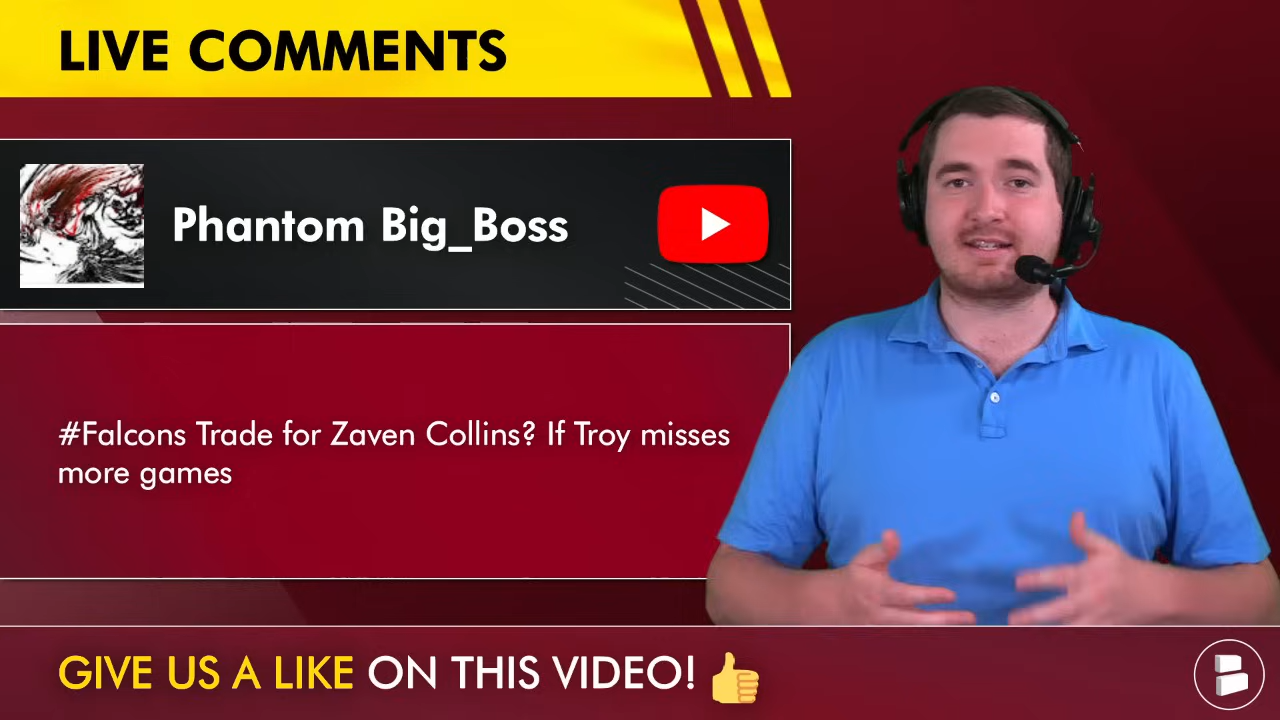 LIVE COMMENTS
Phantom Big_Boss
#Falcons Trade for Zaven Collins? If Troy misses
more games
GIVE US A LIKE ON THIS VIDEO!